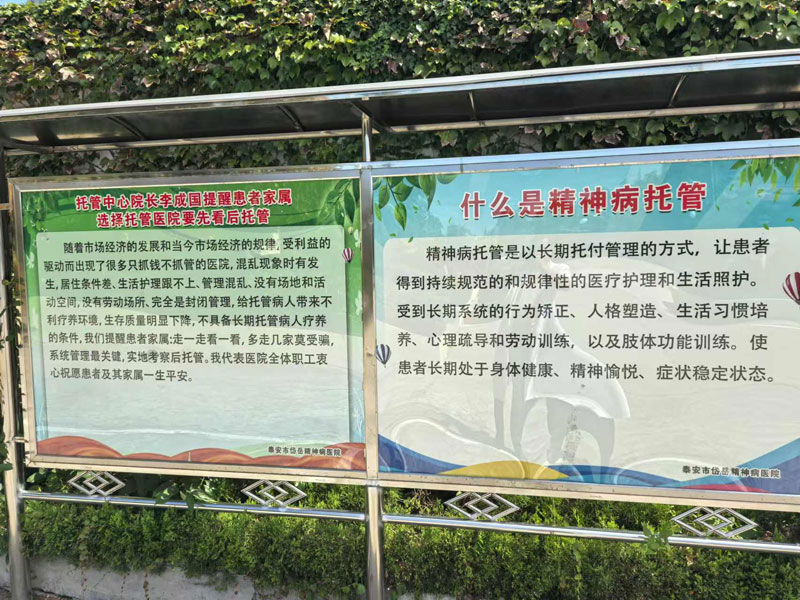 托管中心院长李成国提醒患者家属
选择托管医院要先看后托管
随着市场经济的发展和当今市场经济的规律,受利益的
驱动而出现了很多只抓钱不抓管的医院,混乱现象时有发
生,居住条件差、生活护理跟不上、管理混乱、没有场地和活
动空间,没有劳动场所、完全是封闭管理,给托管病人带来不
利疗养环境,生存质量明显下降,不具备长期托管病人疗养
的条件,我们提醒患者家属:走一走看一看,多走几家莫受骗,
系统管理最关键,实地考察后托管。我代表医院全体职工衷
心祝愿患者及其家属一生平安。
泰安市岱岳精神病医院
什么是精神病托管
精神病托管是以长期托付管理的方式,让患者
得到持续规范的和规律性的医疗护理和生活照护。
受到长期系统的行为矫正、人格塑造、生活习惯培
养、心理疏导和劳动训练,以及肢体功能训练。使
患者长期处于身体健康、精神愉悦、症状稳定状态。
泰安市岱岳精神病医院